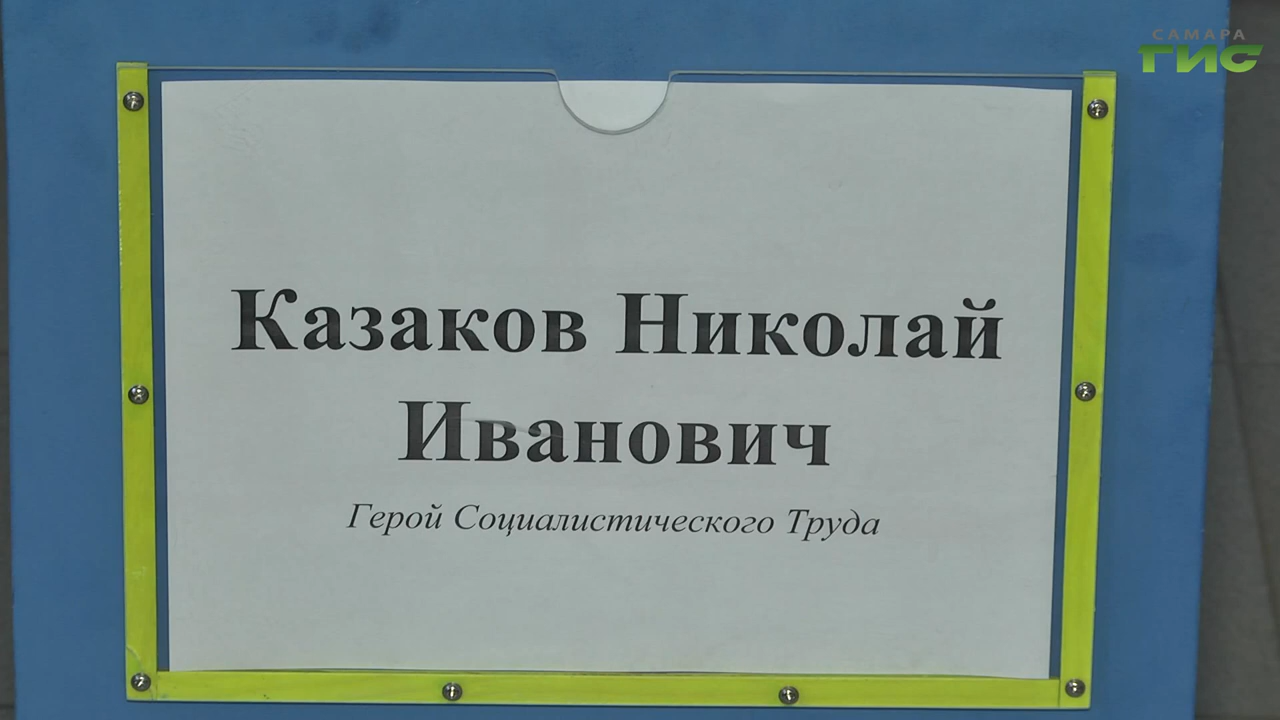 САМАРА
ГИС
Казаков Николай
Иванович
Герой Социалистического Труда